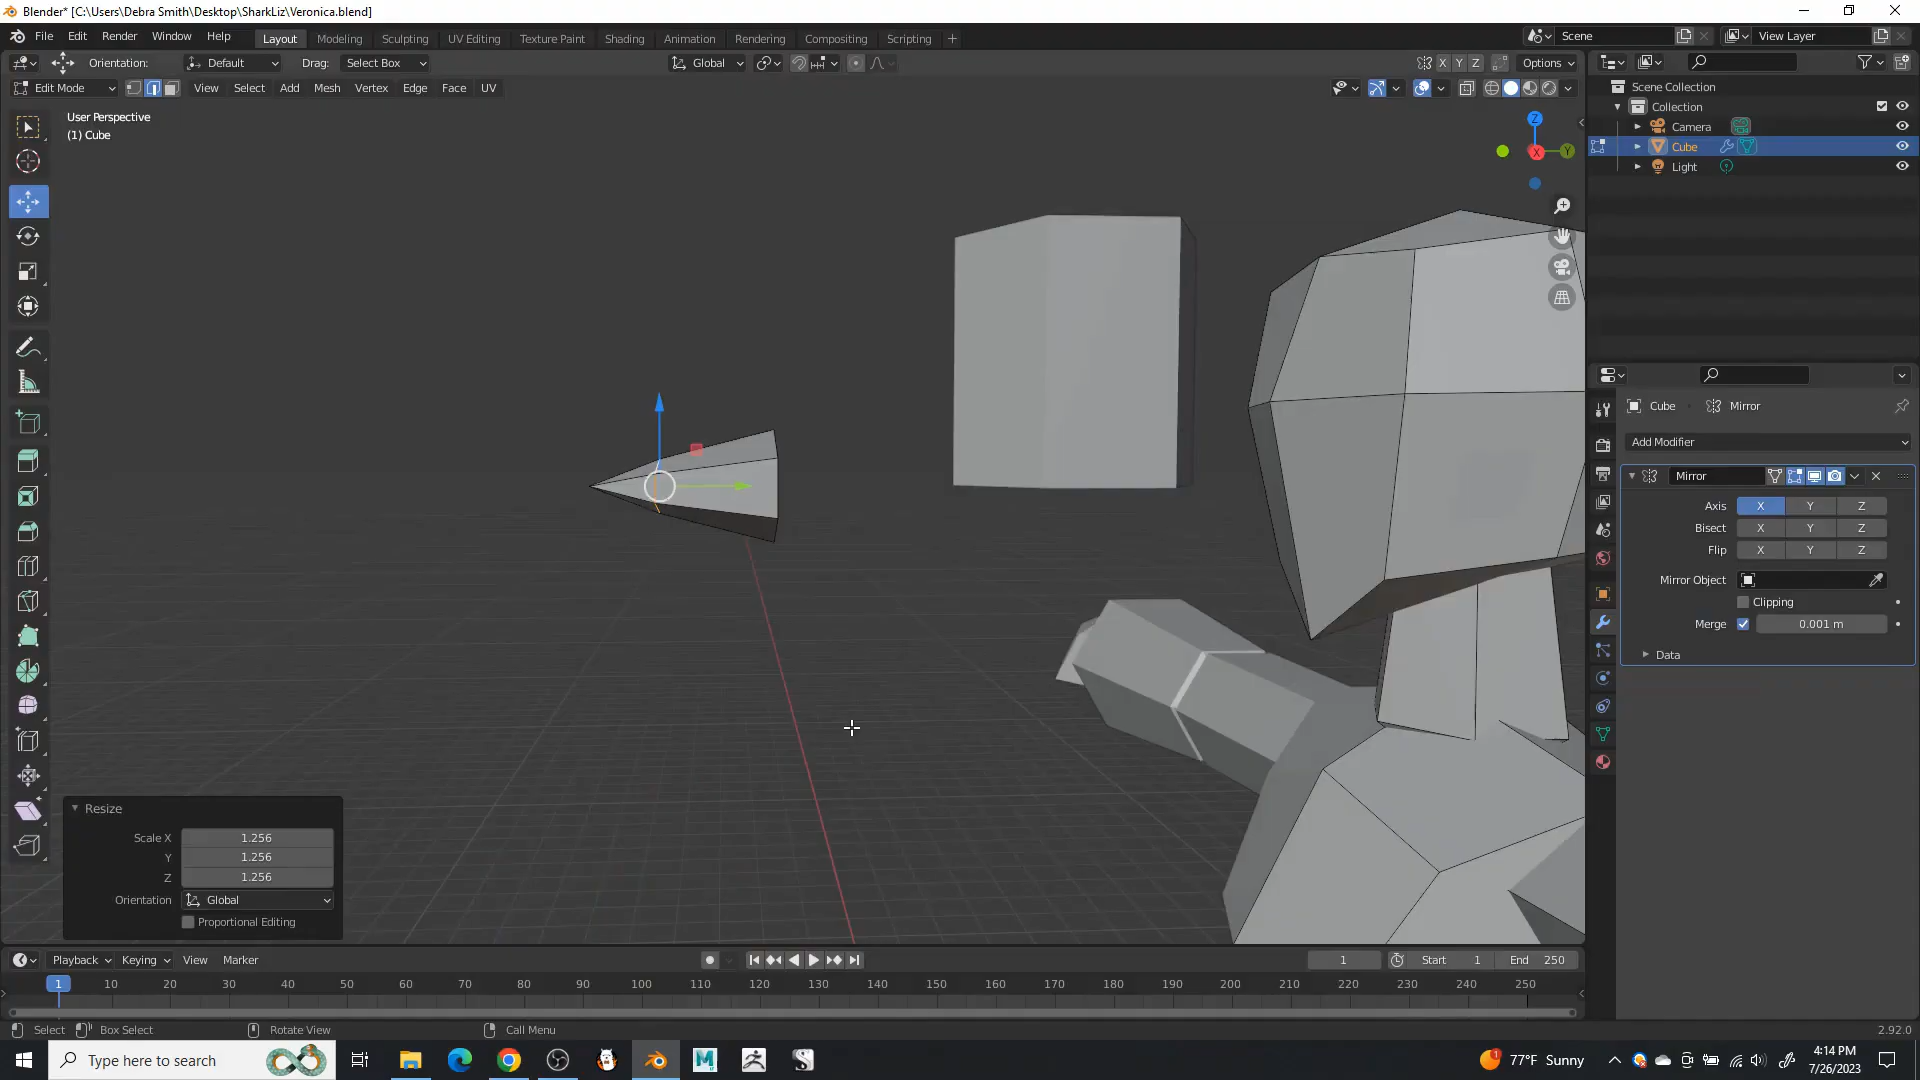 Blender* [C:\Users\Debra Smith\Desktop\SharkLiz\Veronica.blend]
File Edit Render Window Help Layout Modeling Sculpting UV Editing Texture Paint Shading Animation Rendering Compositing Scripting + Scene View Layer
Orientation: Default Drag: Select Box Global X Y Z Options
Edit Mode View Select Add Mesh Vertex Edge Face UV
User Perspective
(1) Cube
Z
X
Y
Scene Collection
Collection
Camera
Cube
Light
Cube Mirror
Add Modifier
Mirror
Axis X Y Z
Bisect X Y Z
Flip X Y Z
Mirror Object
Clipping
Merge 0.001 m
Data
Resize
Scale X 1.256
Y 1.256
Z 1.256
Orientation Global
Proportional Editing
Playback Keying View Marker 1 Start 1 End 250
1 10 20 30 40 50 60 70 80 90 100 110 120 130 140 150 160 170 180 190 200 210 220 230 240 250
Select Box Select Rotate View Call Menu 2.92.0
Type here to search 1 77°F Sunny 4:14 PM
7/26/2023